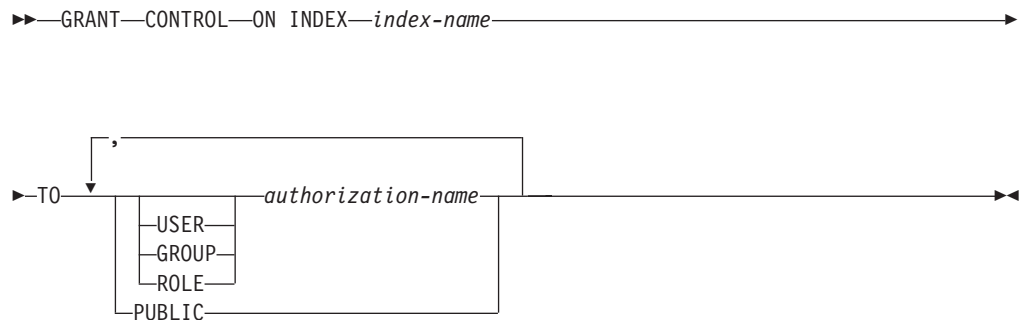 GRANT CONTROL ON INDEX index-name
,
TO authorization-name
USER
GROUP
ROLE
PUBLIC